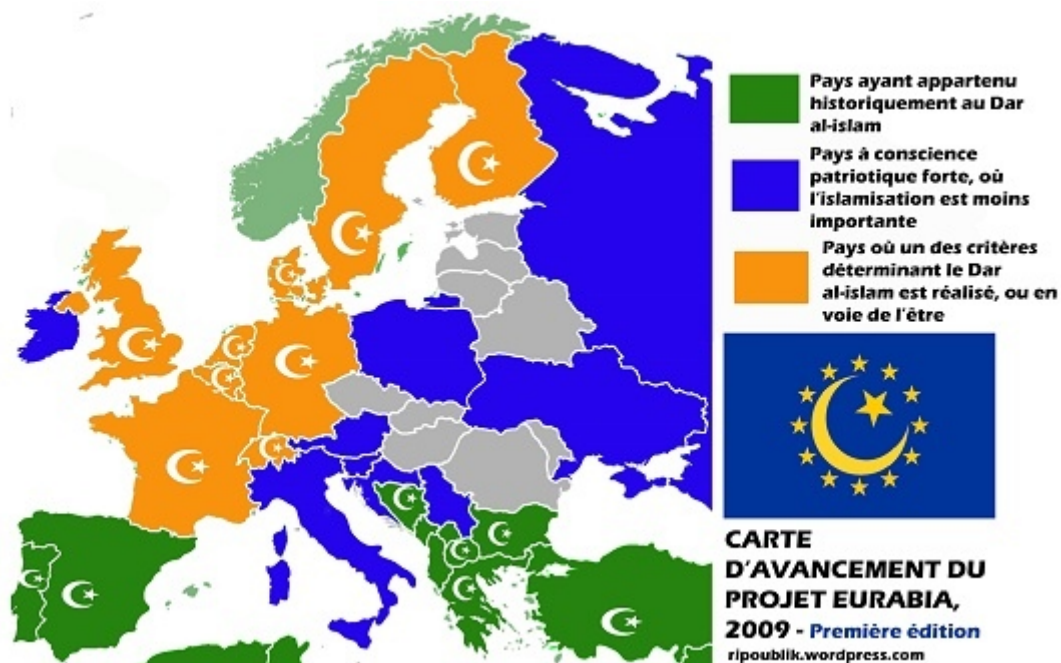 Pays ayant appartenu
historiquement au Dar
al-islam
Pays à conscience
patriotique forte, où
l'islamisation est moins
importante
Pays où un des critères
déterminant le Dar
al-islam est réalisé, ou en
voie de l'être
CARTE
D'AVANCEMENT DU
PROJET EURABIA,
2009 - Première édition
ripoublik.wordpress.com